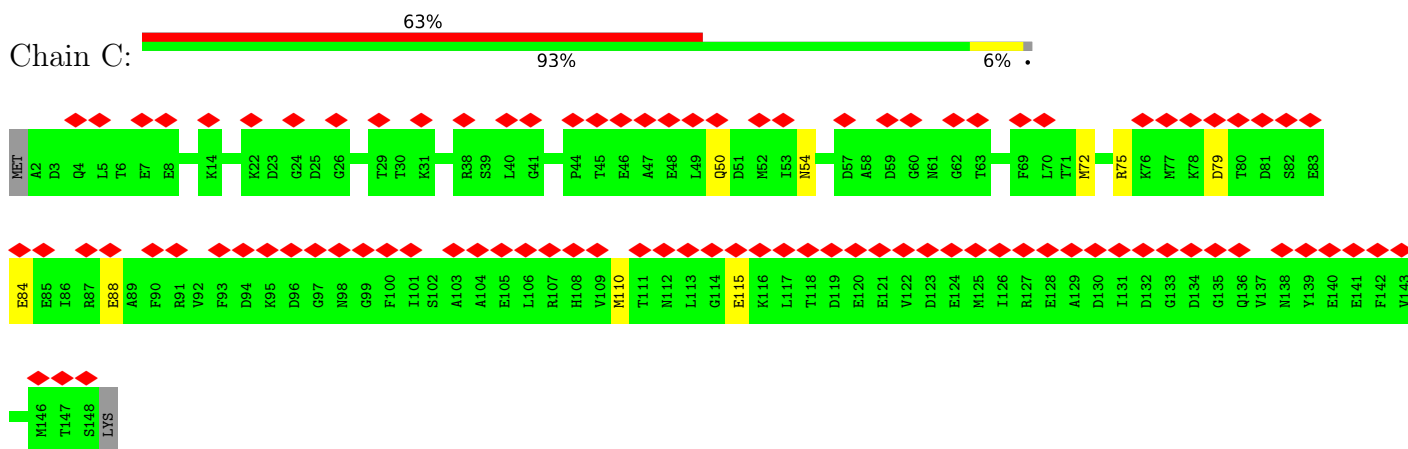 63%
Chain C:
93% 6% •
MET A2 D3 Q4 L5 T6 E7 E8 K14 K22 D23 G24 D25 G26 T29 T30 K31 R38 S39 L40 G41 P44 T45 E46 A47 E48 L49 Q50 D51 M52 I53 N54 D57 A58 D59 G60 N61 G62 T63 F69 L70 T71 M72 R75 K76 M77 K78 D79 T80 D81 S82 E83
E84 E85 I86 R87 E88 A89 F90 R91 V92 F93 D94 K95 D96 G97 N98 G99 F100 I101 S102 A103 A104 E105 L106 R107 H108 V109 M110 T111 N112 L113 G114 E115 K116 L117 T118 D119 E120 E121 V122 D123 E124 M125 I126 R127 E128 A129 D130 I131 D132 G133 D134 G135 Q136 V137 N138 Y139 E140 E141 F142 V143
M146 T147 S148 LYS